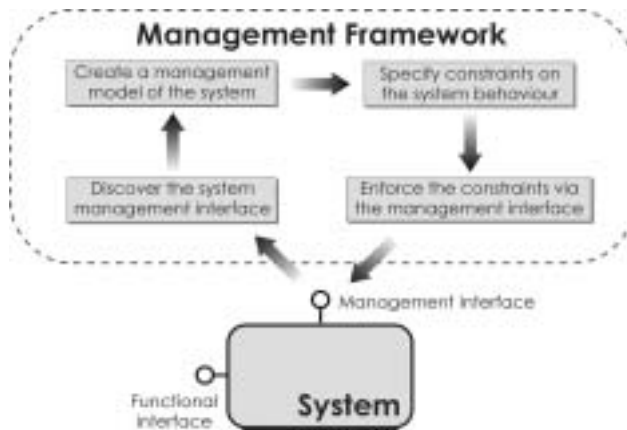 Management Framework
Create a management
model of the system
Specify constraints on
the system behaviour
Discover the system
management interface
Enforce the constraints via
the management interface
Management interface
Functional
interface
System